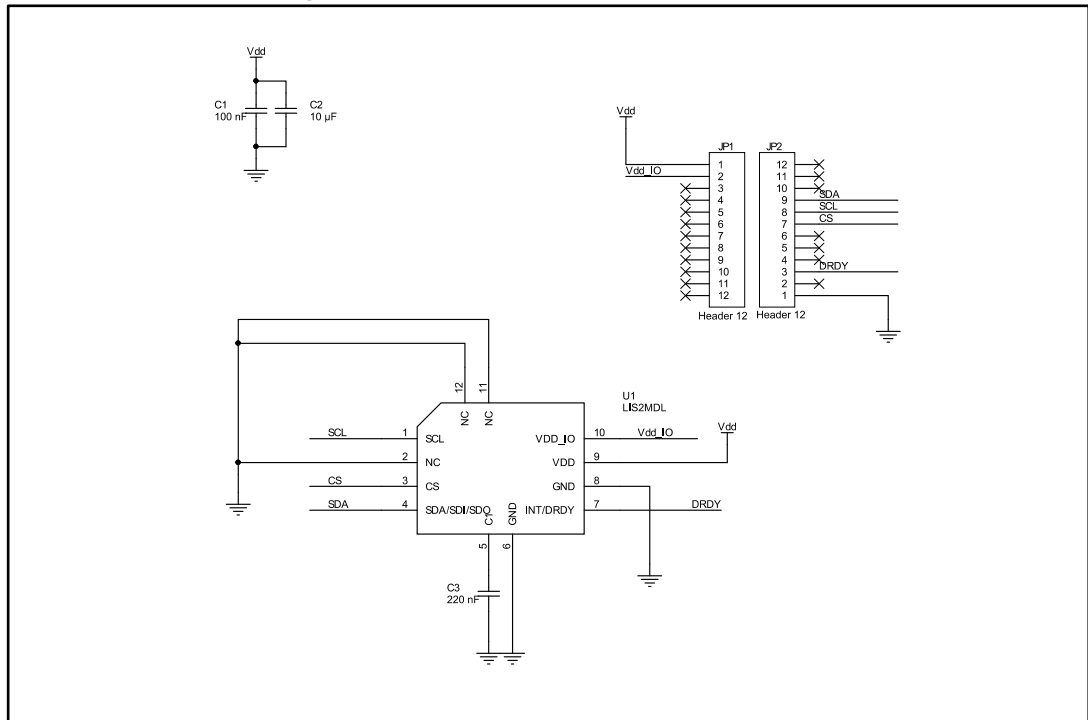 Vdd
C1
100 nF
C2
10 µF
Vdd
JP1
JP2
Vdd_IO
1
2
3
4
5
6
7
8
9
10
11
12
12
11
10
9
8
7
6
5
4
3
2
1
SDA
SCL
CS
DRDY
Header 12
Header 12
12
11
NC
NC
U1
LIS2MDL
SCL
1
SCL
VDD_IO
10
Vdd_IO
Vdd
2
NC
VDD
9
CS
3
CS
GND
8
SDA
4
SDA/SDI/SDO
INT/DRDY
7
DRDY
C1
GND
5
6
C3
220 nF